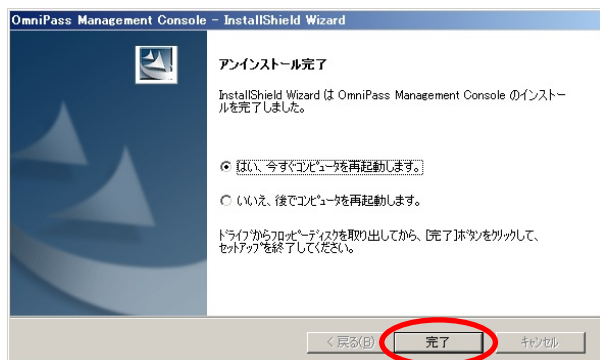 OmniPass Management Console - InstallShield Wizard
アンインストール完了
InstallShield Wizard は OmniPass Management Console のインストー
ルを完了しました。
はい、今すぐコンピュータを再起動します。
いいえ、後でコンピュータを再起動します。
ドライブからフロッピーディスクを取り出してから、[完了]ボタンをクリックして、
セットアップを終了してください。
< 戻る(B)
完了
キャンセル